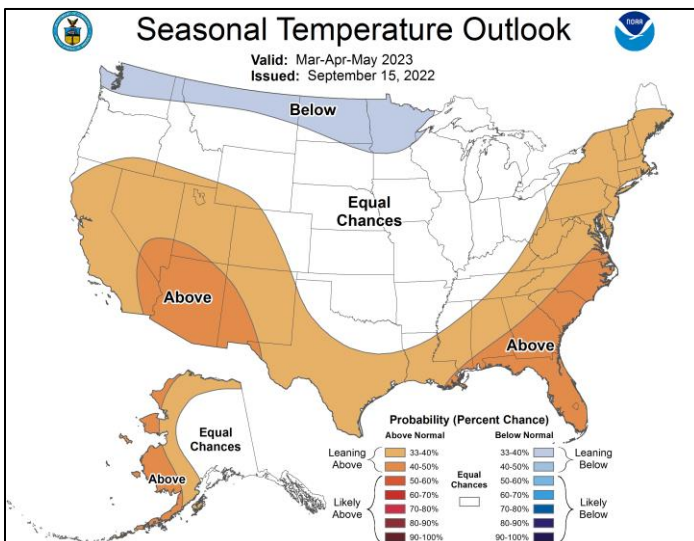 Seasonal Temperature Outlook
NOAA
Valid: Mar-Apr-May 2023
Issued: September 15, 2022
Below
Equal
Chances
Above
Above
Equal
Chances
Above
Probability (Percent Chance)
Above Normal Below Normal
Leaning Above 33-40% 33-40% Leaning Below
40-50% 40-50%
Likely Above 50-60% Equal Chances 50-60% Likely Below
60-70% 60-70%
70-80% 70-80%
80-90% 80-90%
90-100% 90-100%